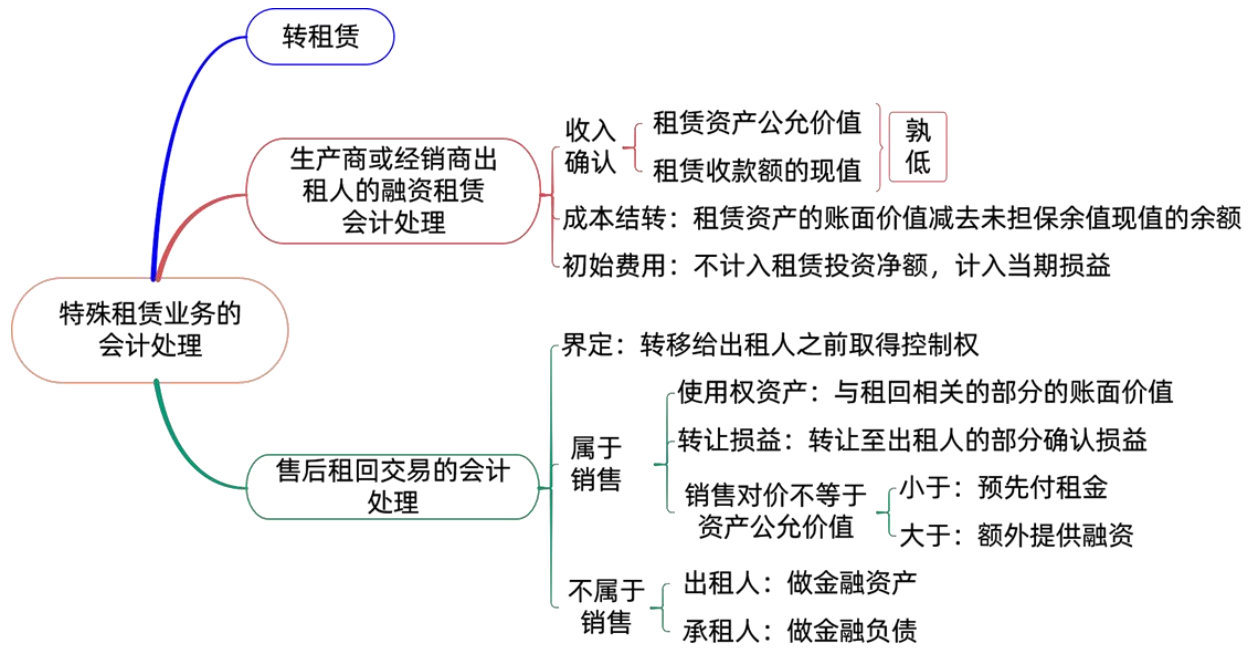 转租赁
生产商或经销商出
租人的融资租赁
会计处理
收入
确认
租赁资产公允价值
租赁收款额的现值
孰
低
成本结转：租赁资产的账面价值减去未担保余值现值的余额
初始费用：不计入租赁投资净额，计入当期损益
特殊租赁业务的
会计处理
售后租回交易的会计
处理
界定：转移给出租人之前取得控制权
属于
销售
使用权资产：与租回相关的部分的账面价值
转让损益：转让至出租人的部分确认损益
销售对价不等于
资产公允价值
小于：预先付租金
大于：额外提供融资
不属于
销售
出租人：做金融资产
承租人：做金融负债